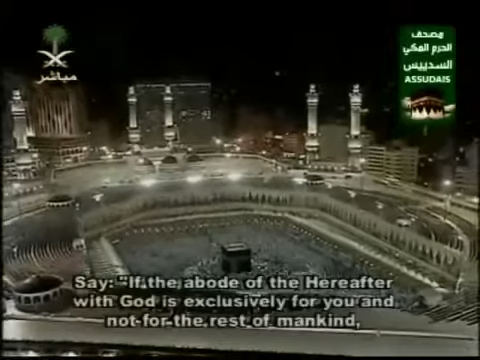 مباشر
مصحف
الحرم المكي
السديس
ASSUDAIS
Say: "If the abode of the Hereafter
with God is exclusively for you and
not for the rest of mankind,